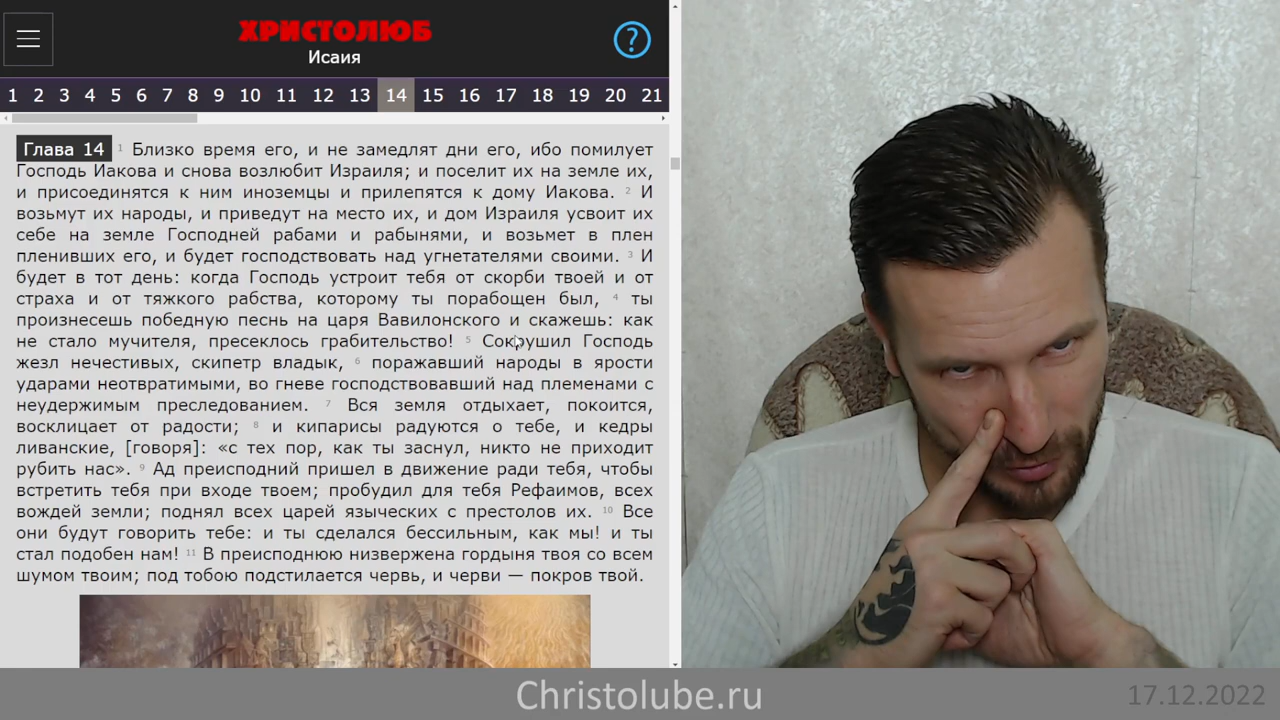 ХРИСТОЛЮБ
?
Исаия
1 2 3 4 5 6 7 8 9 10 11 12 13 14 15 16 17 18 19 20 21
Глава 14 1 Близко время его, и не замедлят дни его, ибо помилует
Господь Иакова и снова возлюбит Израиля; и поселит их на земле их,
и присоединятся к ним иноземцы и прилепятся к дому Иакова. 2 И
возьмут их народы, и приведут на место их, и дом Израиля усвоит их
себе на земле Господней рабами и рабынями, и возьмет в плен
пленивших его, и будет господствовать над угнетателями своими. 3 И
будет в тот день: когда Господь устроит тебя от скорби твоей и от
страха и от тяжкого рабства, которому ты порабощен был, 4 ты
произнесешь победную песнь на царя Вавилонского и скажешь: как
не стало мучителя, пресеклось грабительство! 5 Сокрушил Господь
жезл нечестивых, скипетр владык, 6 поражавший народы в ярости
ударами неотвратимыми, во гневе господствовавший над племенами с
неудержимым преследованием. 7 Вся земля отдыхает, покоится,
восклицает от радости; 8 и кипарисы радуются о тебе, и кедры
ливанские, [говоря]: «с тех пор, как ты заснул, никто не приходит
рубить нас». 9 Ад преисподний пришел в движение ради тебя, чтобы
встретить тебя при входе твоем; пробудил для тебя Рефаимов, всех
вождей земли; поднял всех царей языческих с престолов их. 10 Все
они будут говорить тебе: и ты сделался бессильным, как мы! и ты
стал подобен нам! 11 В преисподнюю низвержена гордыня твоя со всем
шумом твоим; под тобою подстилается червь, и черви — покров твой.
Christolube.ru
17.12.2022